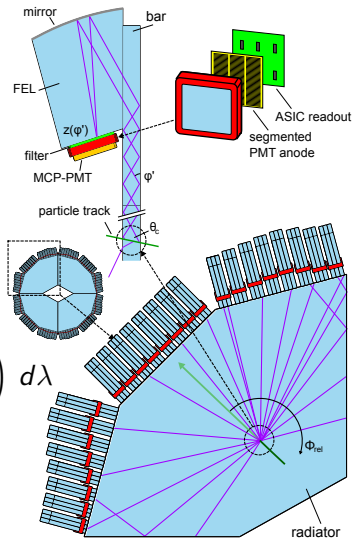 mirror
bar
FEL
z(φ')
filter
MCP-PMT
ASIC readout
segmented
PMT anode
φ'
particle track
θc
) dλ
Φrel
radiator